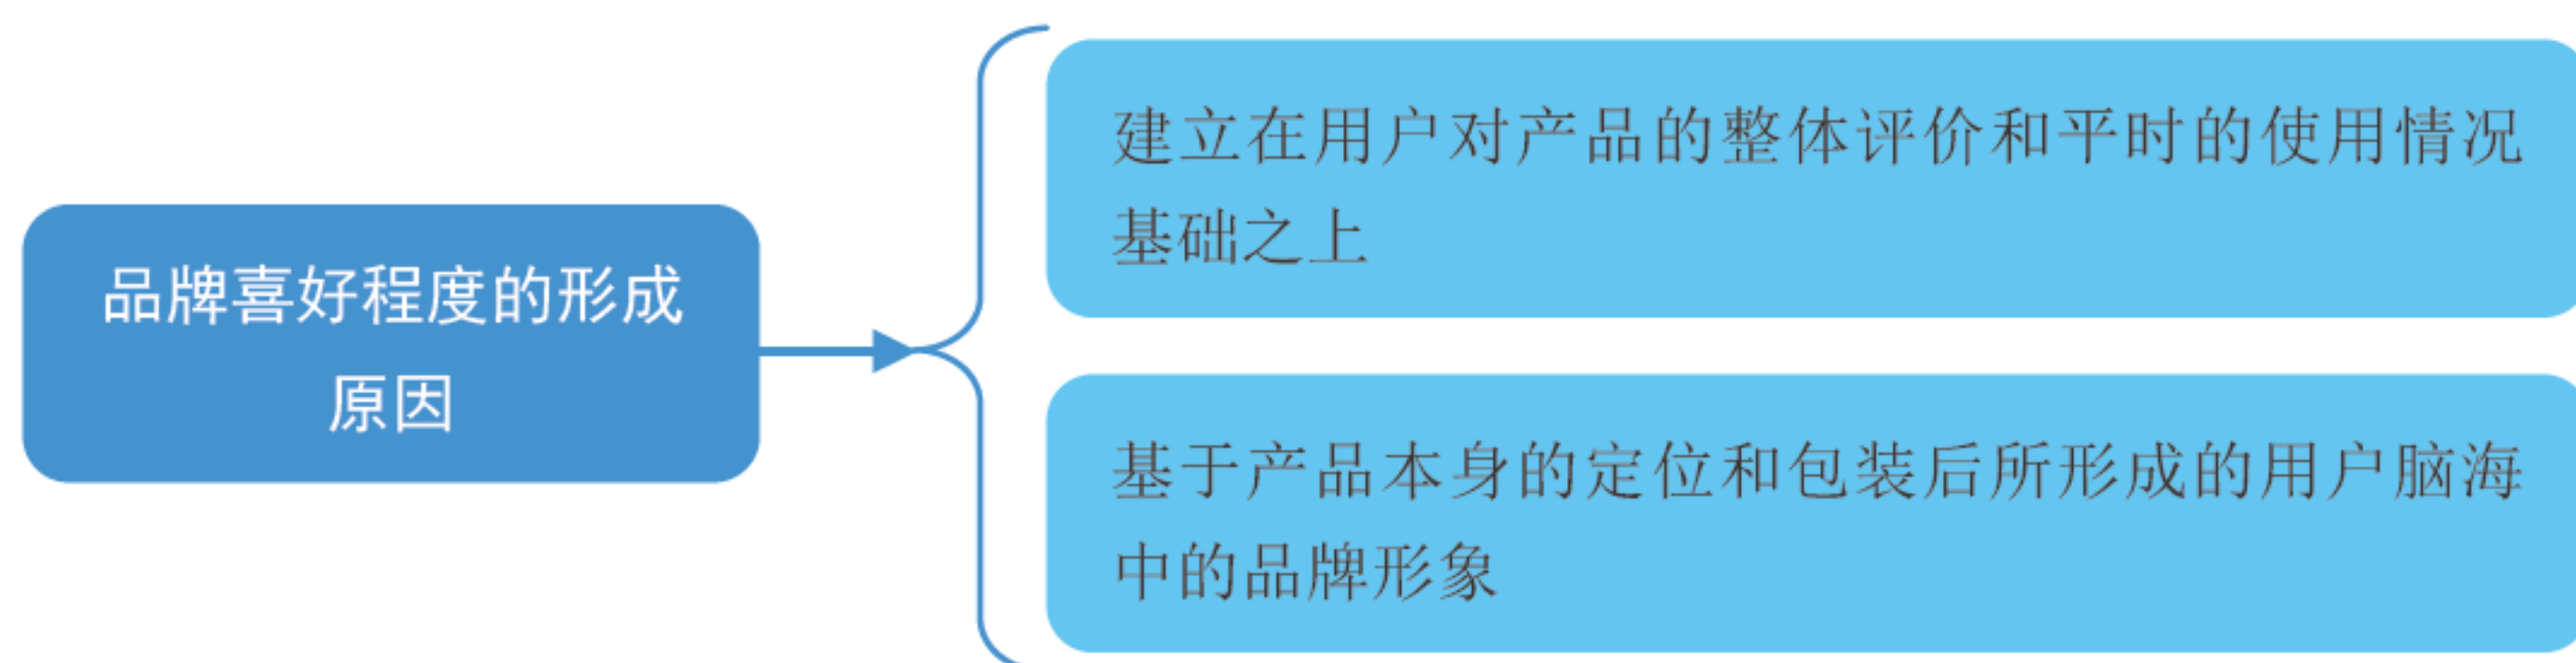 品牌喜好程度的形成
原因
建立在用户对产品的整体评价和平时的使用情况
基础之上
基于产品本身的定位和包装后所形成的用户脑海
中的品牌形象